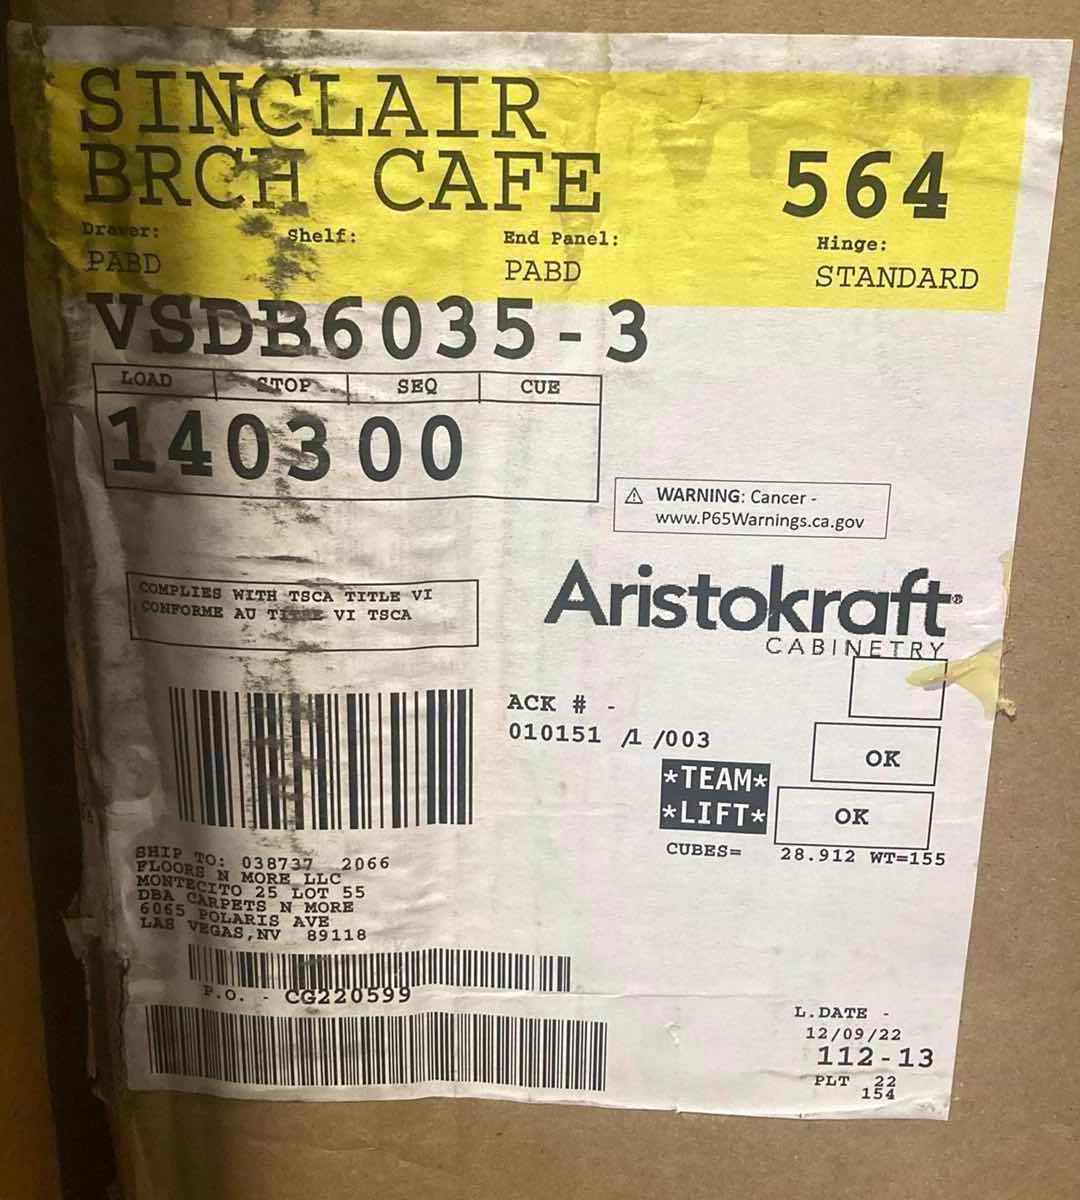 SINCLAIR
BRCH CAFE 564
Drawer: Shelf: End Panel: Hinge:
PABD PABD STANDARD
VSDB6035-3
LOAD STOP SEQ CUE
140300
⚠ WARNING: Cancer -
www.P65Warnings.ca.gov
COMPLIES WITH TSCA TITLE VI
CONFORME AU TITRE VI TSCA
Aristokraft®
CABINETRY
ACK # -
010151 /1 /003
OK
*TEAM*
*LIFT*
OK
CUBES= 28.912 WT=155
SHIP TO: 038737 2066
FLOORS N MORE LLC
MONTECITO 25 LOT 55
DBA CARPETS N MORE
6065 POLARIS AVE
LAS VEGAS,NV 89118
P.O. - CG220599
L.DATE -
12/09/22
112-13
PLT 22
154